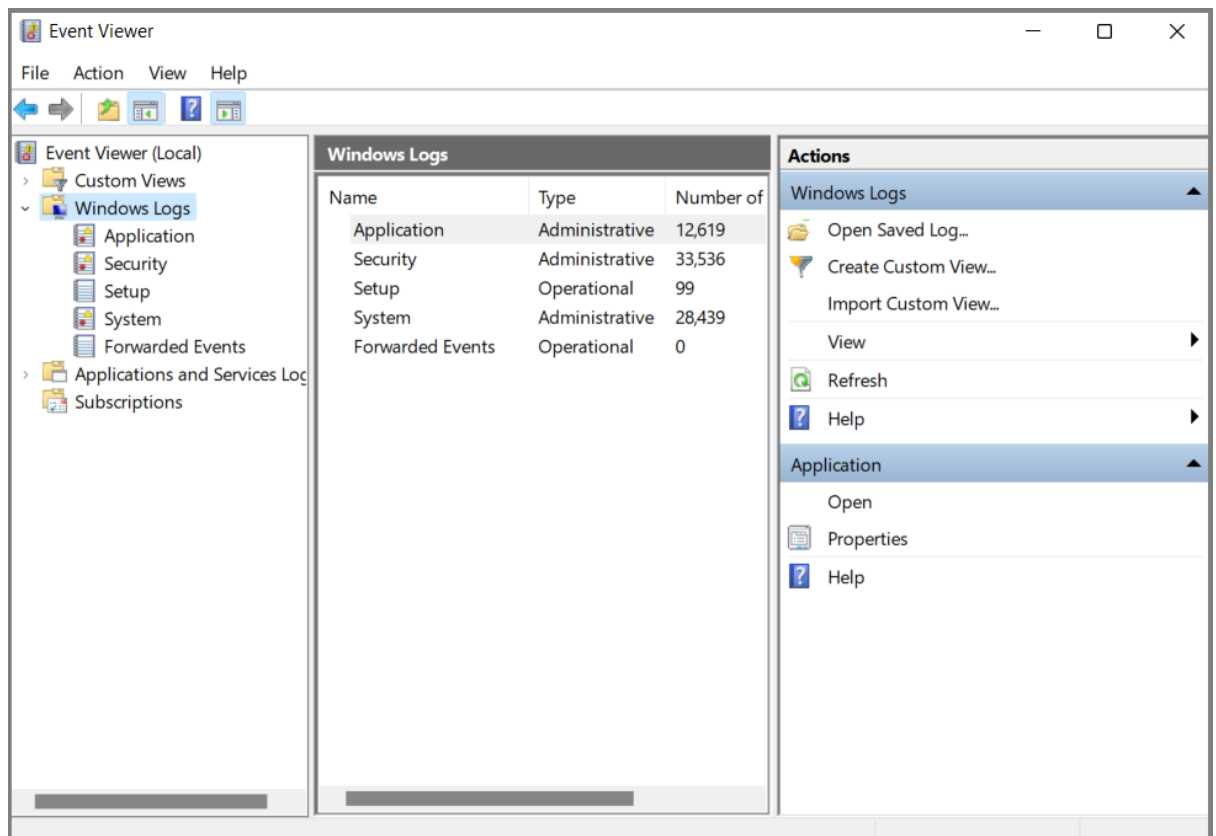 Event Viewer
File Action View Help
Event Viewer (Local)
Custom Views
Windows Logs
Application
Security
Setup
System
Forwarded Events
Applications and Services Log
Subscriptions
Windows Logs
Name Type Number of
Application Administrative 12,619
Security Administrative 33,536
Setup Operational 99
System Administrative 28,439
Forwarded Events Operational 0
Actions
Windows Logs
Open Saved Log...
Create Custom View...
Import Custom View...
View
Refresh
Help
Application
Open
Properties
Help